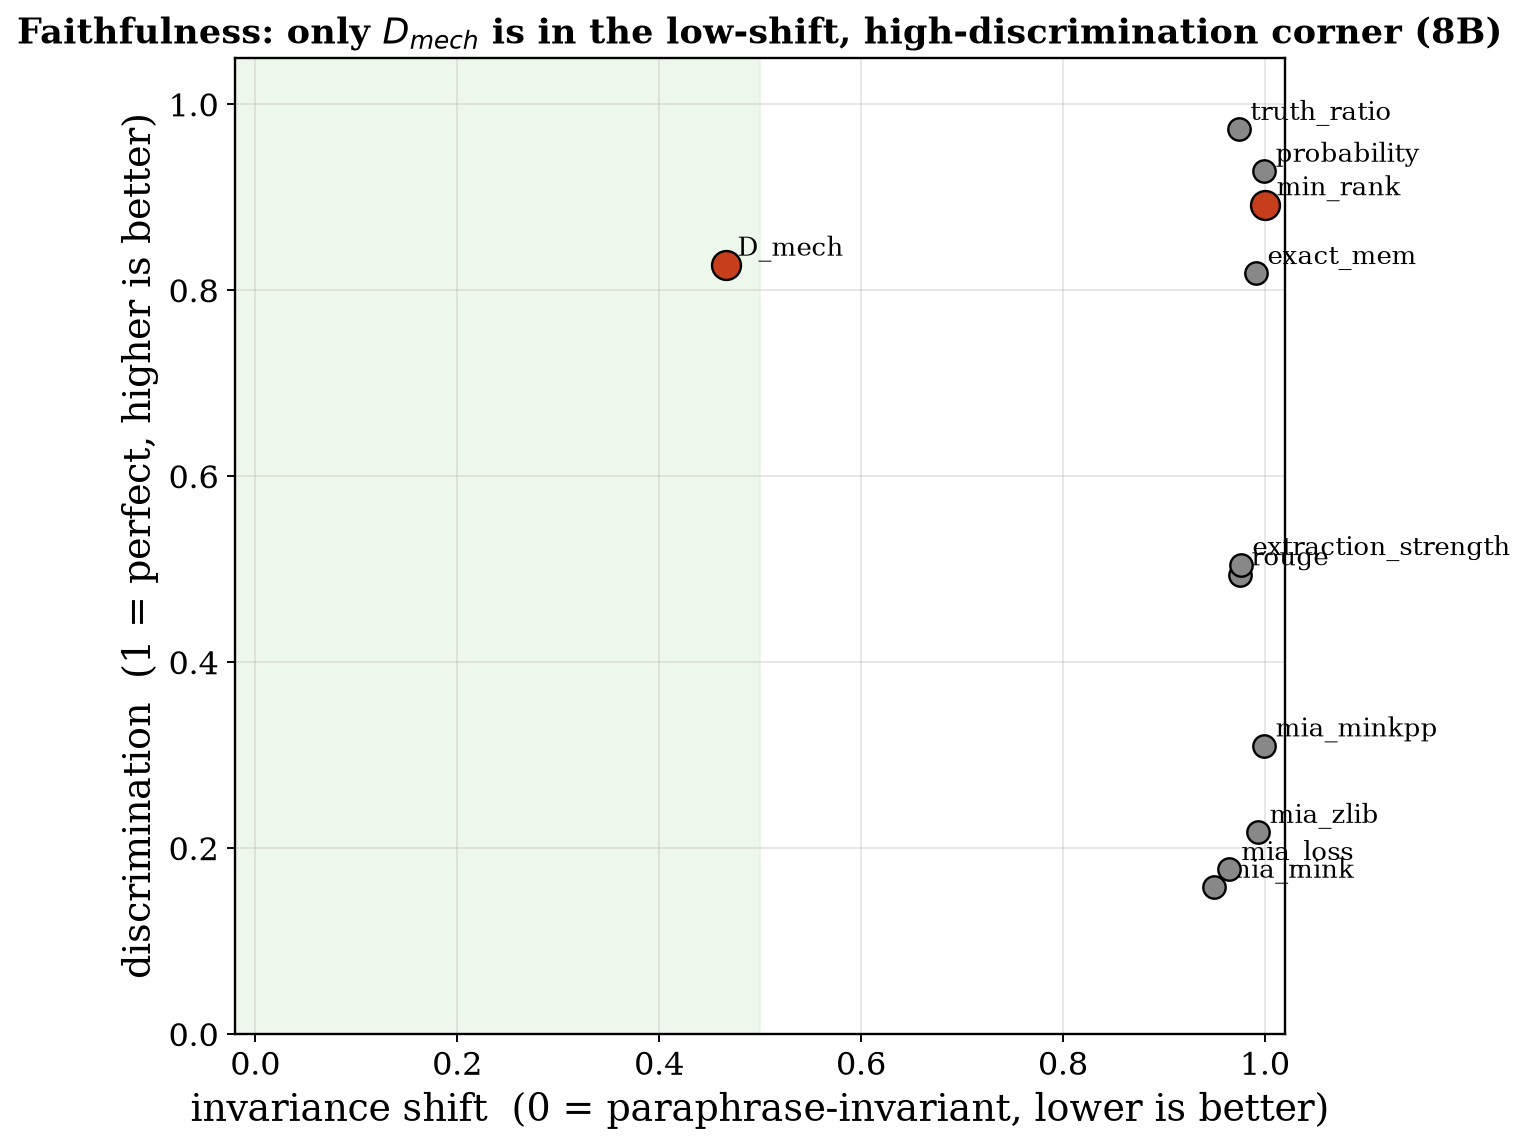 Faithfulness: only D_mech is in the low-shift, high-discrimination corner (8B)
discrimination (1 = perfect, higher is better)
1.0
0.8
0.6
0.4
0.2
0.0
truth_ratio
probability
min_rank
D_mech
exact_mem
extraction_strength
rouge
mia_minkpp
mia_zlib
mia_loss
mia_mink
0.0 0.2 0.4 0.6 0.8 1.0
invariance shift (0 = paraphrase-invariant, lower is better)